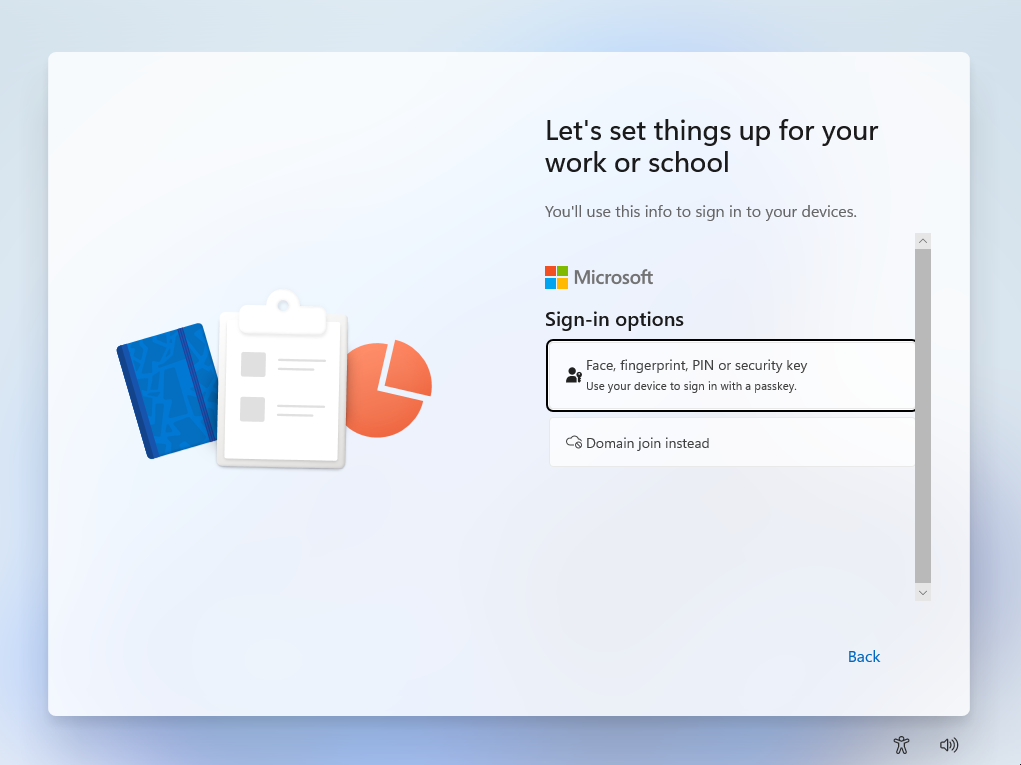 Let's set things up for your
work or school
You'll use this info to sign in to your devices.
Microsoft
Sign-in options
Face, fingerprint, PIN or security key
Use your device to sign in with a passkey.
Domain join instead
Back